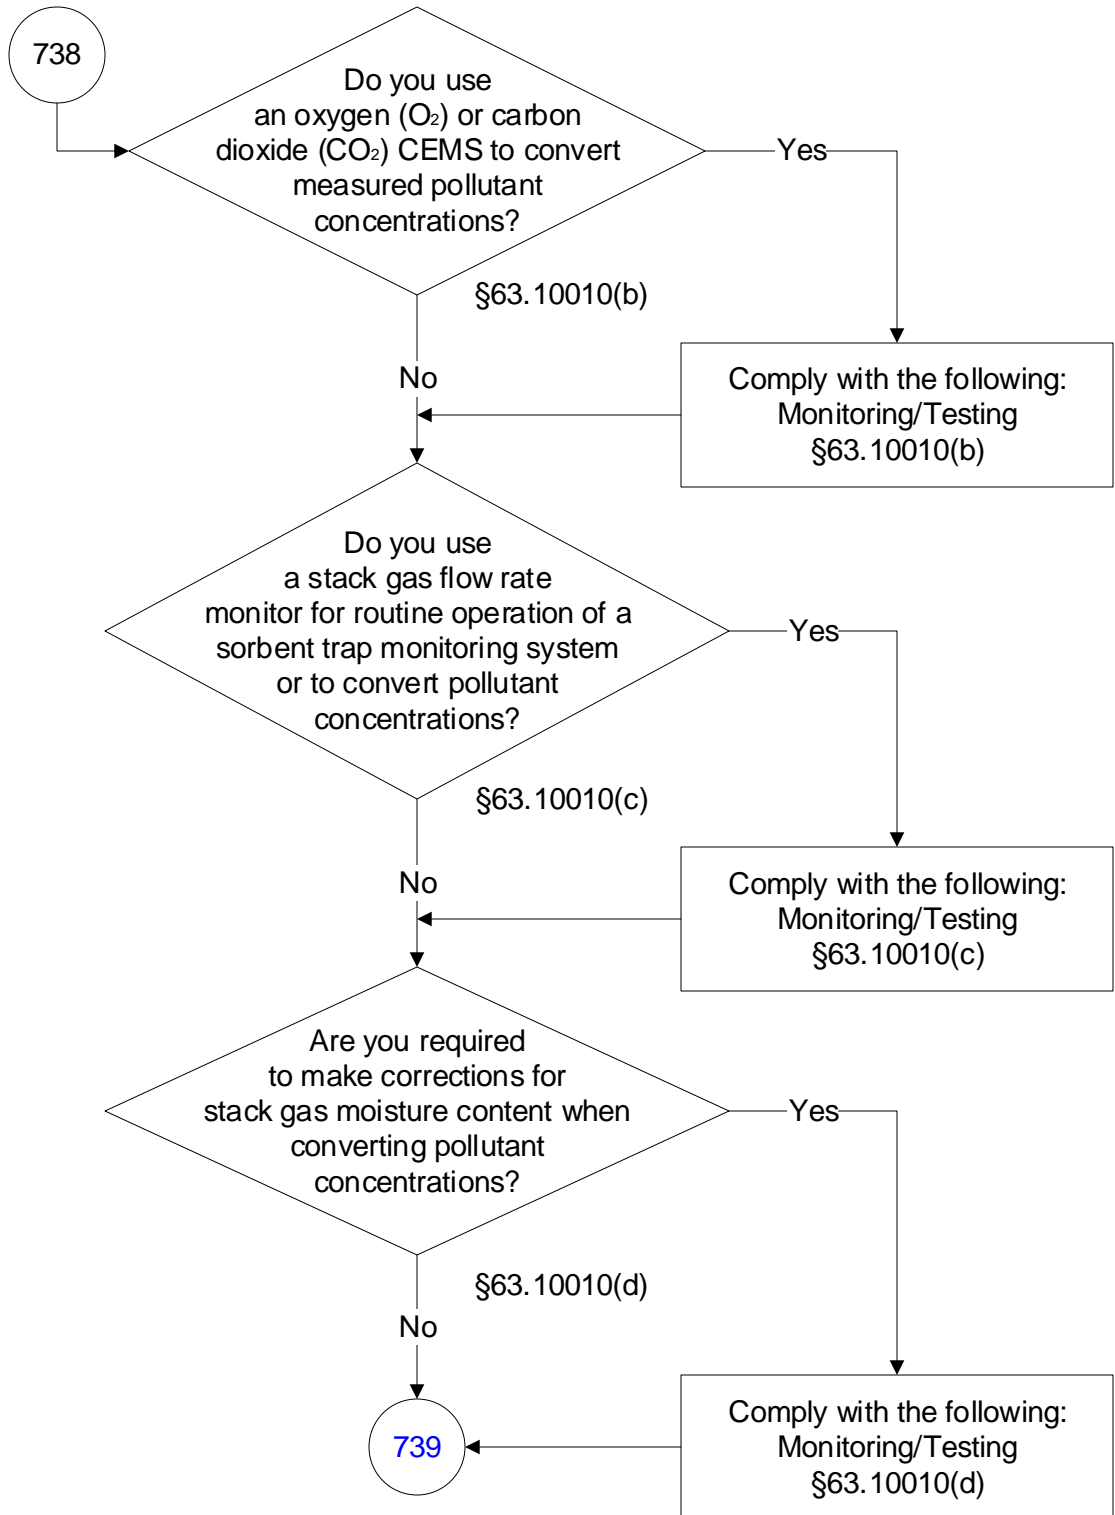 738
Do you use
an oxygen (O₂) or carbon
dioxide (CO₂) CEMS to convert
measured pollutant
concentrations?
Yes
§63.10010(b)
No
Comply with the following:
Monitoring/Testing
§63.10010(b)
Do you use
a stack gas flow rate
monitor for routine operation of a
sorbent trap monitoring system
or to convert pollutant
concentrations?
Yes
§63.10010(c)
No
Comply with the following:
Monitoring/Testing
§63.10010(c)
Are you required
to make corrections for
stack gas moisture content when
converting pollutant
concentrations?
Yes
§63.10010(d)
No
Comply with the following:
Monitoring/Testing
§63.10010(d)
739